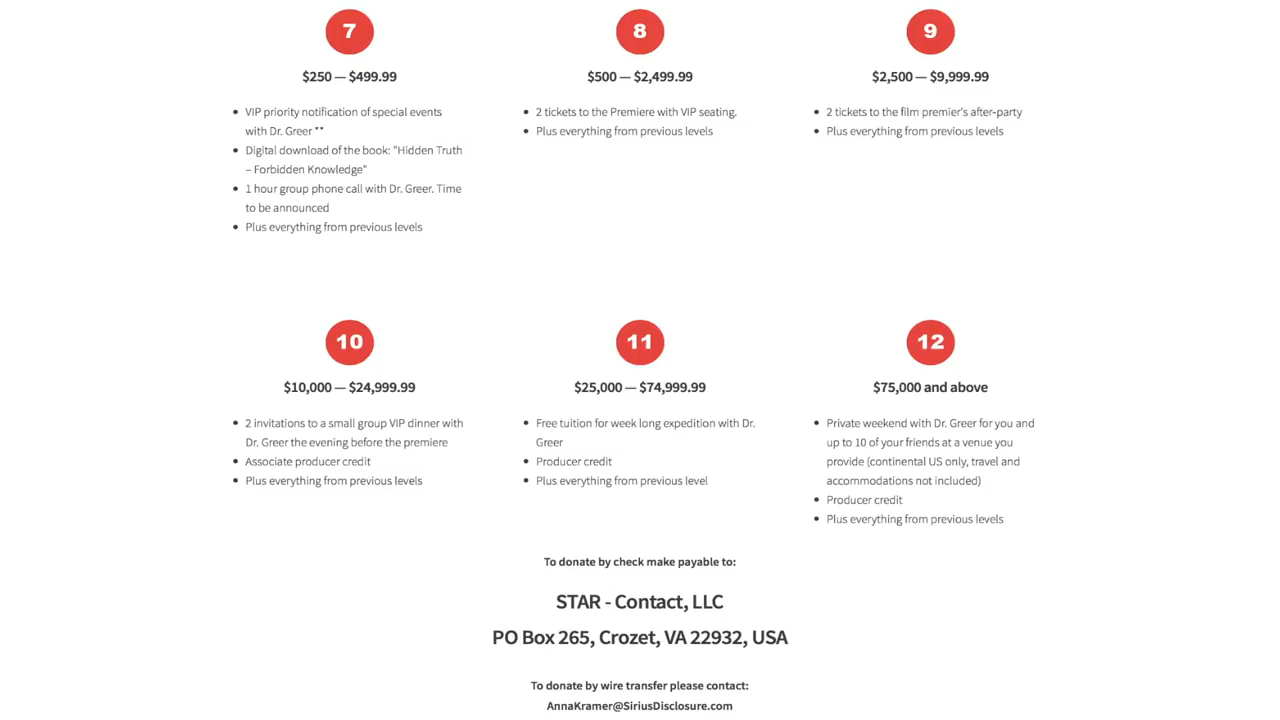 7
$250 — $499.99
VIP priority notification of special events
with Dr. Greer **
Digital download of the book: "Hidden Truth
– Forbidden Knowledge"
1 hour group phone call with Dr. Greer. Time
to be announced
Plus everything from previous levels
8
$500 — $2,499.99
2 tickets to the Premiere with VIP seating.
Plus everything from previous levels
9
$2,500 — $9,999.99
2 tickets to the film premier's after-party
Plus everything from previous levels
10
$10,000 — $24,999.99
2 invitations to a small group VIP dinner with
Dr. Greer the evening before the premiere
Associate producer credit
Plus everything from previous levels
11
$25,000 — $74,999.99
Free tuition for week long expedition with Dr.
Greer
Producer credit
Plus everything from previous level
12
$75,000 and above
Private weekend with Dr. Greer for you and
up to 10 of your friends at a venue you
provide (continental US only, travel and
accommodations not included)
Producer credit
Plus everything from previous levels
To donate by check make payable to:
STAR - Contact, LLC
PO Box 265, Crozet, VA 22932, USA
To donate by wire transfer please contact:
AnnaKramer@SiriusDisclosure.com